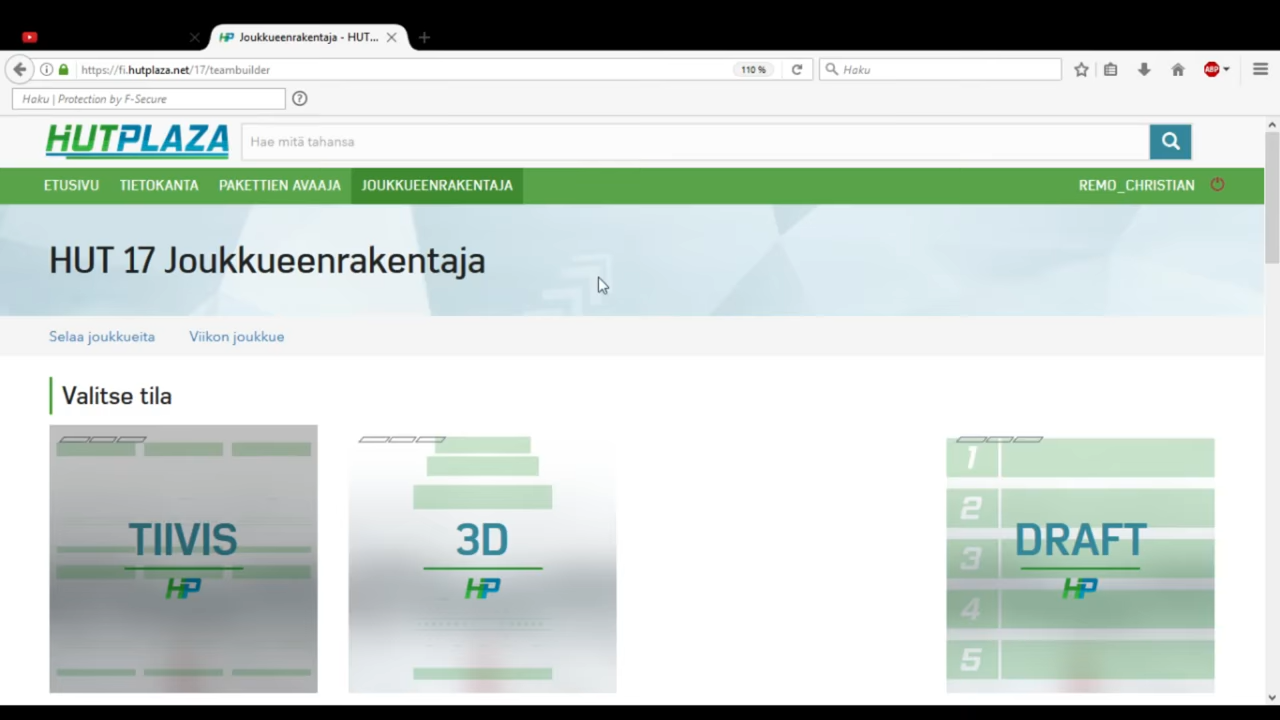 Joukkueenrakentaja - HUT...
https://fi.hutplaza.net/17/teambuilder
110 %
Haku
ABP
Haku | Protection by F-Secure
HUTPLAZA
Hae mitä tahansa
ETUSIVU
TIETOKANTA
PAKETTIEN AVAAJA
JOUKKUEENRAKENTAJA
REMO_CHRISTIAN
HUT 17 Joukkueenrakentaja
Selaa joukkueita
Viikon joukkue
Valitse tila
TIIVIS
HP
3D
HP
1
2
3
4
5
DRAFT
HP